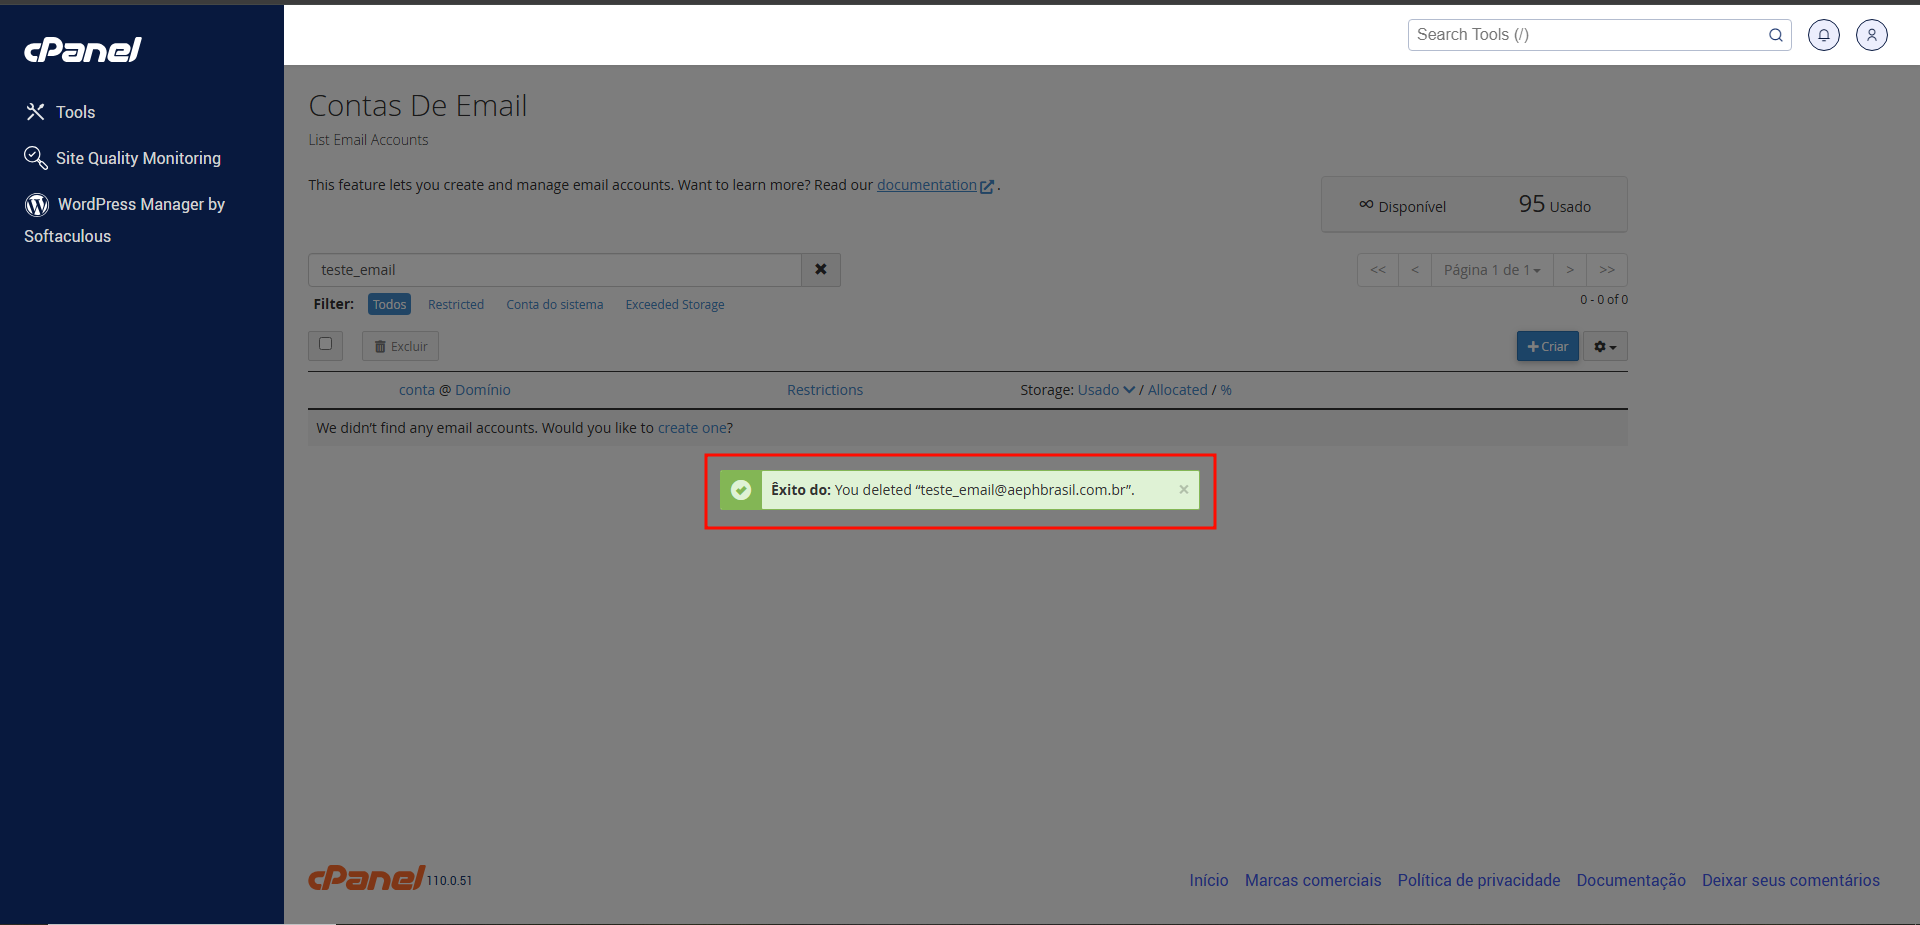 cPanel
Search Tools (/)
Tools
Site Quality Monitoring
WordPress Manager by
Softaculous
Contas De Email
List Email Accounts
This feature lets you create and manage email accounts. Want to learn more? Read our documentation .
∞ Disponível 95 Usado
teste_email
<< < Página 1 de 1 > >>
Filter: Todos Restricted Conta do sistema Exceeded Storage
0 - 0 of 0
Excluir
Criar
conta @ Domínio Restrictions Storage: Usado / Allocated / %
We didn't find any email accounts. Would you like to create one?
Êxito do: You deleted “teste_email@aephbrasil.com.br”. ×
cPanel 110.0.51
Início Marcas comerciais Política de privacidade Documentação Deixar seus comentários